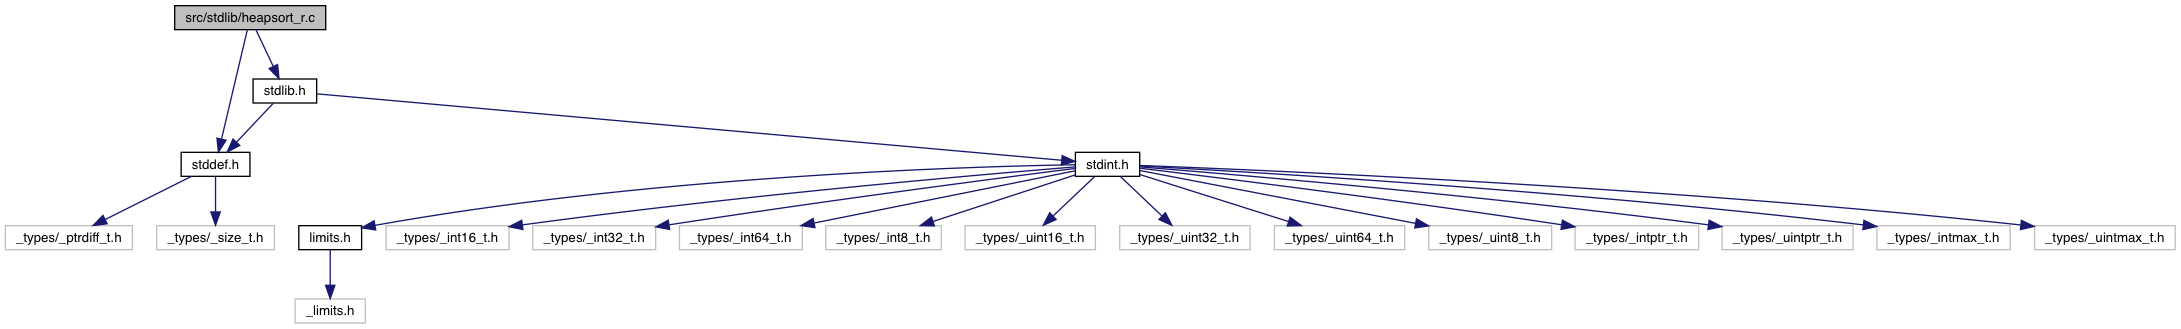 src/stdlib/heapsort_r.c
stdlib.h
stddef.h
stdint.h
_types/_ptrdiff_t.h
_types/_size_t.h
limits.h
_types/_int16_t.h
_types/_int32_t.h
_types/_int64_t.h
_types/_int8_t.h
_types/_uint16_t.h
_types/_uint32_t.h
_types/_uint64_t.h
_types/_uint8_t.h
_types/_intptr_t.h
_types/_uintptr_t.h
_types/_intmax_t.h
_types/_uintmax_t.h
_limits.h